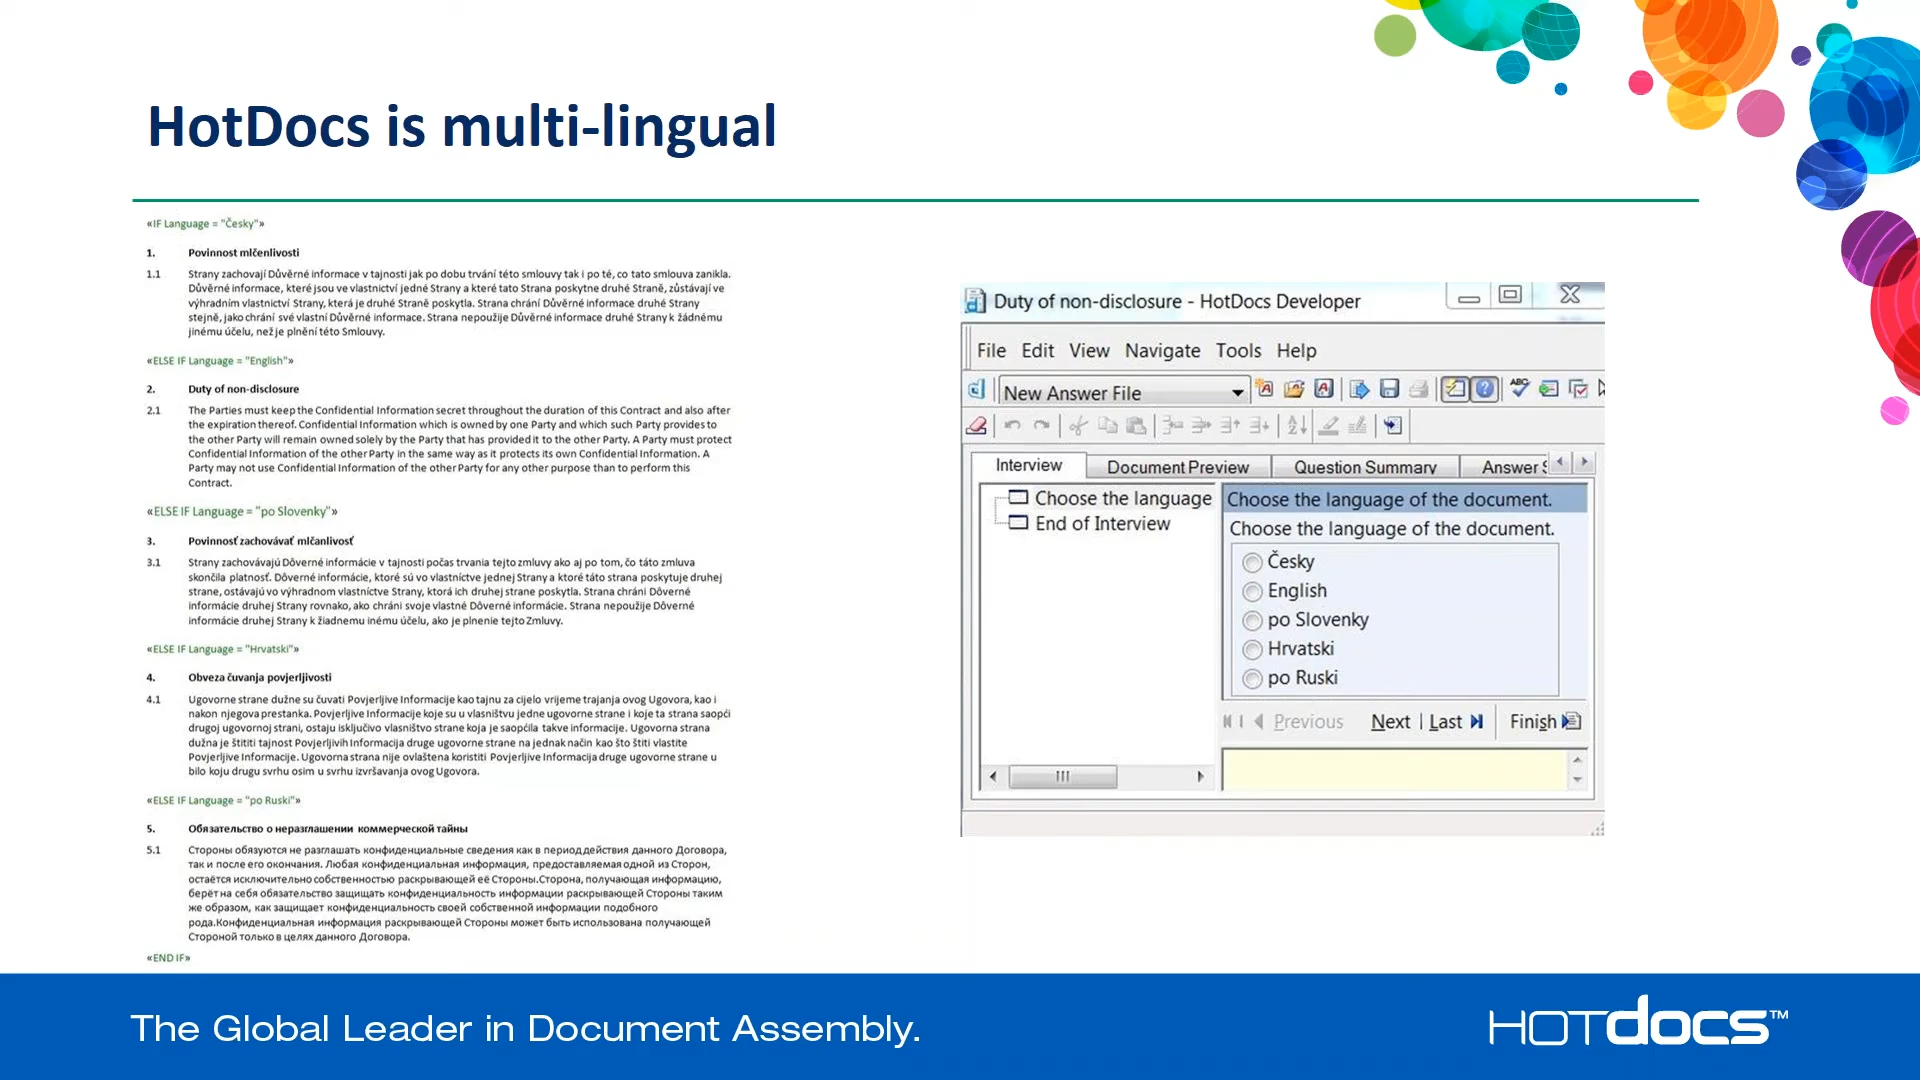 HotDocs is multi-lingual
«IF Language = "Česky"»
1. Povinnost mlčenlivosti
1.1 Strany zachovají Důvěrné informace v tajnosti jak po dobu trvání této smlouvy tak i po té, co tato smlouva zanikla.
Důvěrné informace, které jsou ve vlastnictví jedné Strany a které tato Strana poskytne druhé Straně, zůstávají ve
výhradním vlastnictví Strany, která je druhé Straně poskytla. Strana chrání Důvěrné informace druhé Strany
stejně, jako chrání své vlastní Důvěrné informace. Strana nepoužije Důvěrné informace druhé Strany k žádnému
jinému účelu, než je plnění této Smlouvy.
«ELSE IF Language = "English"»
2. Duty of non-disclosure
2.1 The Parties must keep the Confidential Information secret throughout the duration of this Contract and also after
the expiration thereof. Confidential Information which is owned by one Party and which such Party provides to
the other Party will remain owned solely by the Party that has provided it to the other Party. A Party must protect
Confidential Information of the other Party in the same way as it protects its own Confidential Information. A
Party may not use Confidential Information of the other Party for any other purpose than to perform this
Contract.
«ELSE IF Language = "po Slovenky"»
3. Povinnosť zachovávať mlčanlivosť
3.1 Strany zachovávajú Dôverné informácie v tajnosti počas trvania tejto zmluvy ako aj po tom, čo táto zmluva
skončila platnosť. Dôverné informácie, ktoré sú vo vlastníctve jednej Strany a ktoré táto strana poskytuje druhej
strane, ostávajú vo výhradnom vlastníctve Strany, ktorá ich druhej strane poskytla. Strana chráni Dôverné
informácie druhej Strany rovnako, ako chráni svoje vlastné Dôverné informácie. Strana nepoužije Dôverné
informácie druhej Strany k žiadnemu inému účelu, ako je plnenie tejto Zmluvy.
«ELSE IF Language = "Hrvatski"»
4. Obveza čuvanja povjerljivosti
4.1 Ugovorne strane dužne su čuvati Povjerljive Informacije kao tajnu za cijelo vrijeme trajanja ovog Ugovora, kao i
nakon njegova prestanka. Povjerljive Informacije koje su u vlasništvu jedne ugovorne strane i koje ta strana saopći
drugoj ugovornoj strani, ostaju isključivo vlasništvo strane koja je saopćila takve informacije. Ugovorna strana
dužna je štititi tajnost Povjerljivih Informacija druge ugovorne strane na jednak način kao što štiti vlastite
Povjerljive Informacije. Ugovorna strana nije ovlaštena koristiti Povjerljive Informacija druge ugovorne strane u
bilo koju drugu svrhu osim u svrhu izvršavanja ovog Ugovora.
«ELSE IF Language = "po Ruski"»
5. Обязательство о неразглашении коммерческой тайны
5.1 Стороны обязуются не разглашать конфиденциальные сведения как в период действия данного Договора,
так и после его окончания. Любая конфиденциальная информация, предоставляемая одной из Сторон,
остаётся исключительно собственностью раскрывающей её Стороны.Сторона, получающая информацию,
берёт на себя обязательство защищать конфиденциальность информации раскрывающей Стороны таким
же образом, как защищает конфиденциальность своей собственной информации подобного
рода.Конфиденциальная информация раскрывающей Стороны может быть использована получающей
Стороной только в целях данного Договора.
«END IF»
Duty of non-disclosure - HotDocs Developer
File Edit View Navigate Tools Help
New Answer File
Interview Document Preview Question Summary Answer S
Choose the language
End of Interview
Choose the language of the document.
Choose the language of the document.
Česky
English
po Slovenky
Hrvatski
po Ruski
Previous Next Last Finish
The Global Leader in Document Assembly.
HOTdocs™